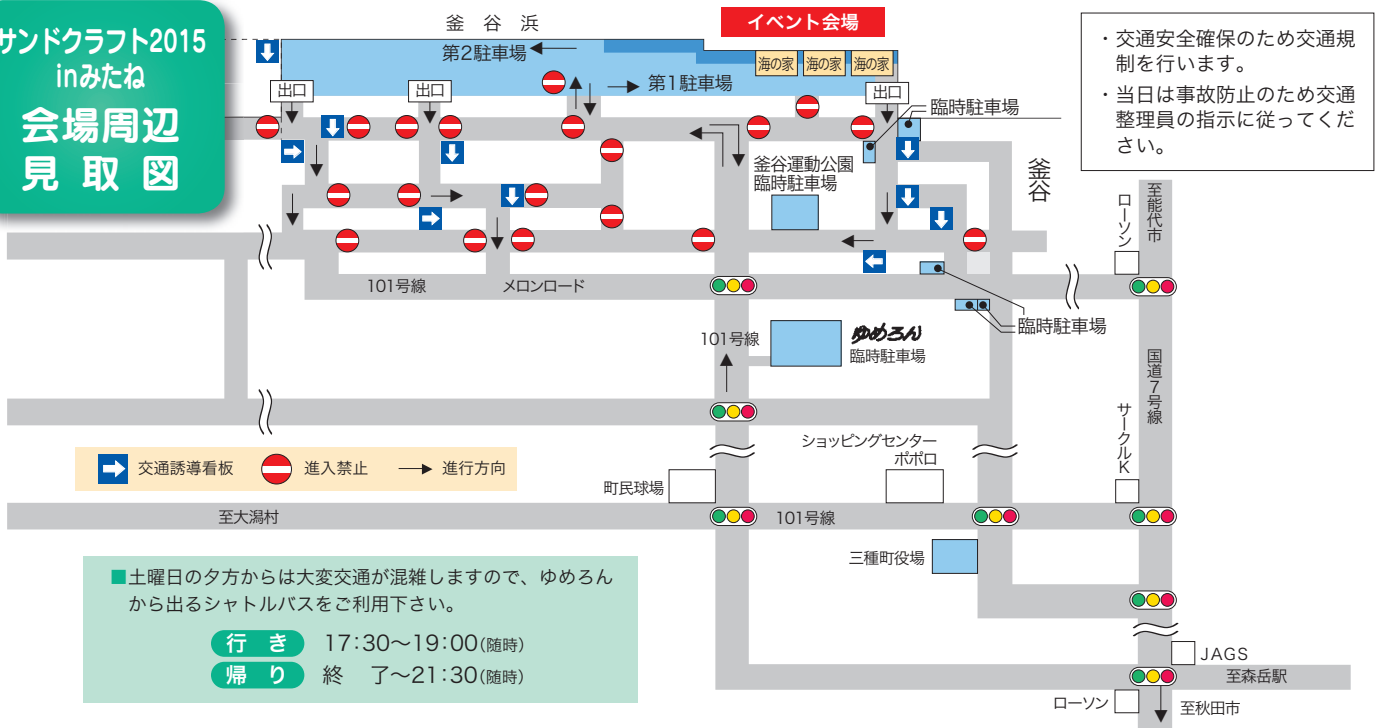 サンドクラフト2015
inみたね
会場周辺
見取図
釜谷浜
イベント会場
第2駐車場
第1駐車場
海の家
海の家
海の家
出口
出口
出口
臨時駐車場
・交通安全確保のため交通規
制を行います。
・当日は事故防止のため交通
整理員の指示に従ってくだ
さい。
釜谷運動公園
臨時駐車場
釜谷
ローソン
至能代市
101号線
メロンロード
臨時駐車場
101号線
ゆめろん
臨時駐車場
国道7号線
サークルK
ショッピングセンター
ポポロ
交通誘導看板
進入禁止
進行方向
町民球場
至大潟村
101号線
三種町役場
■土曜日の夕方からは大変交通が混雑しますので、ゆめろん
から出るシャトルバスをご利用下さい。
行き 17:30〜19:00(随時)
帰り 終 了〜21:30(随時)
JAGS
至森岳駅
ローソン
至秋田市